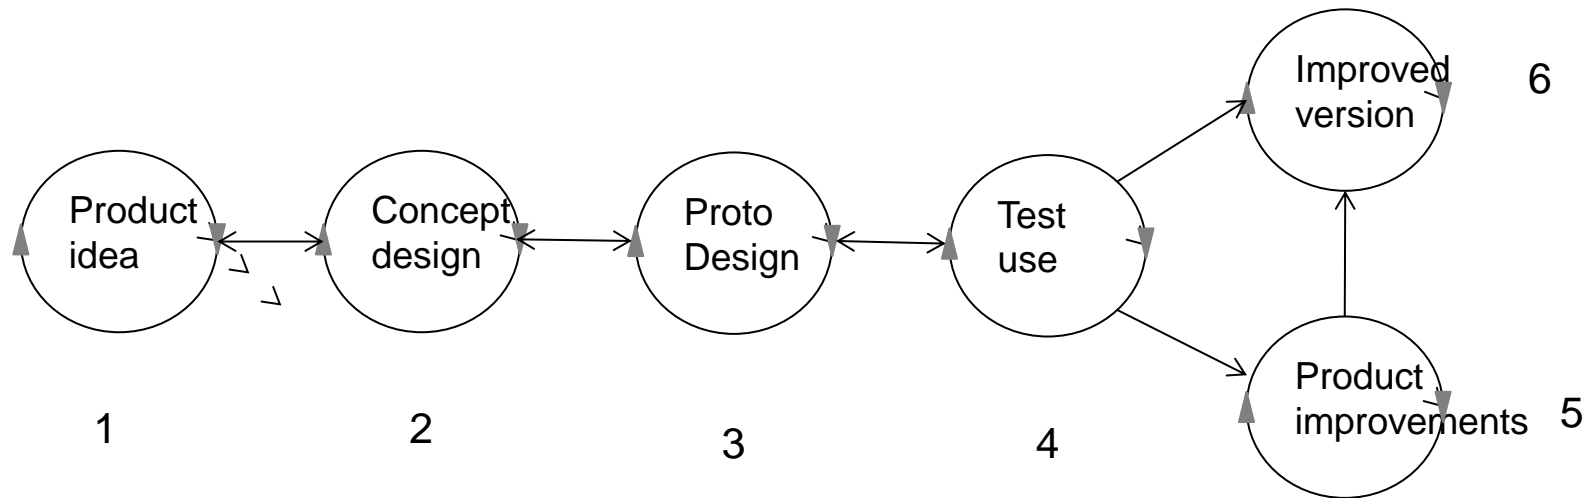 Product
idea
1
Concept
design
2
Proto
Design
3
Test
use
4
Improved
version
6
Product
improvements
5